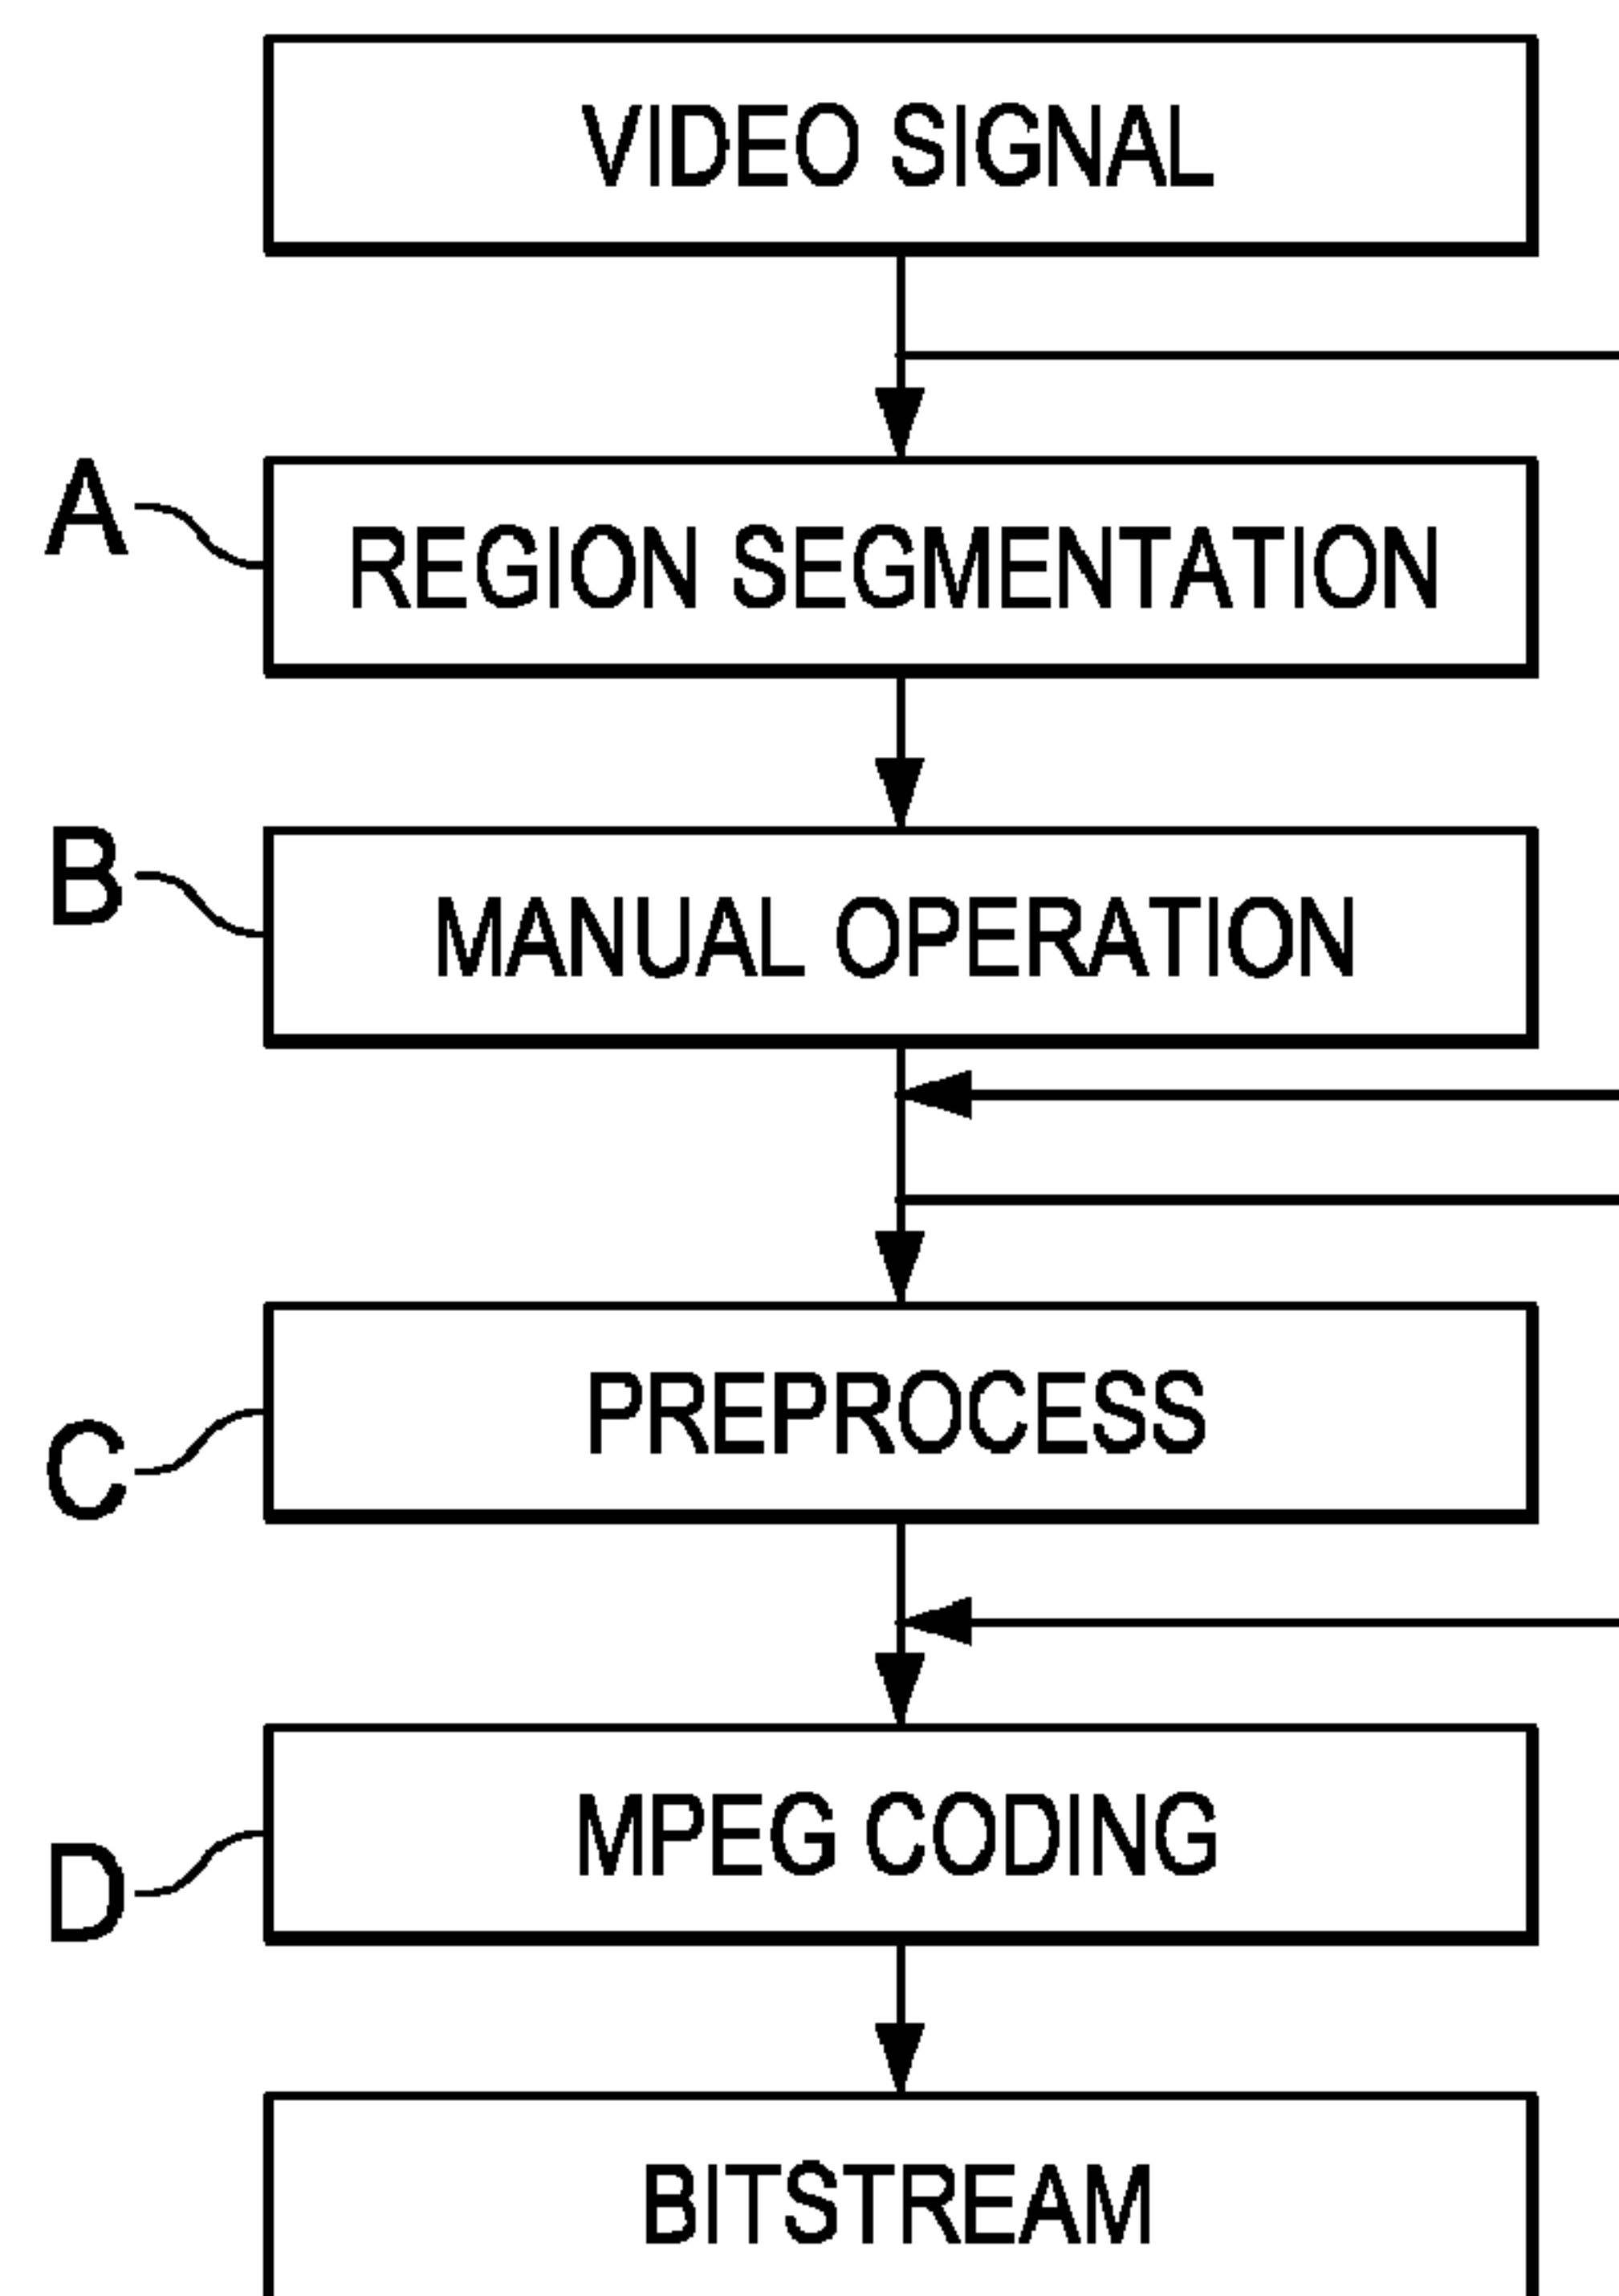 VIDEO SIGNAL
A
REGION SEGMENTATION
B
MANUAL OPERATION
PREPROCESS
C
MPEG CODING
D
BITSTREAM